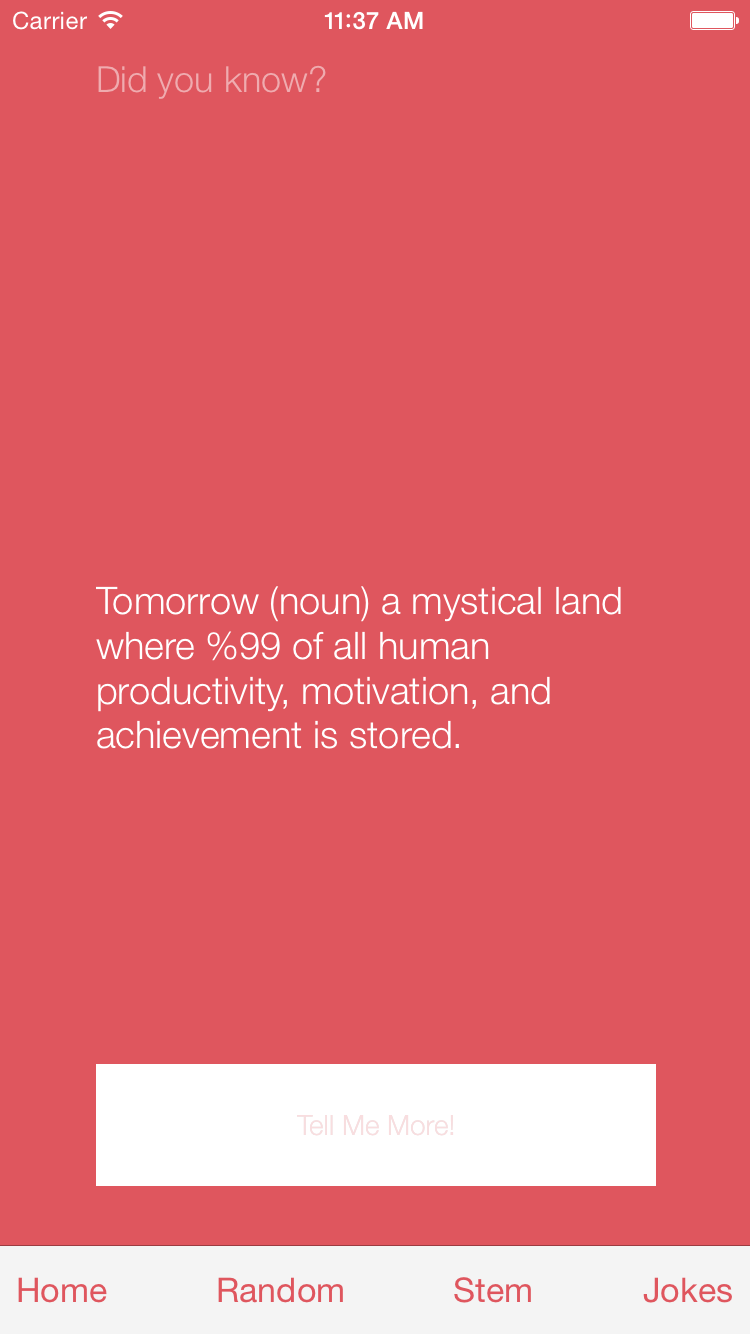 Carrier 11:37 AM
Did you know?
Tomorrow (noun) a mystical land
where %99 of all human
productivity, motivation, and
achievement is stored.
Tell Me More!
Home Random Stem Jokes